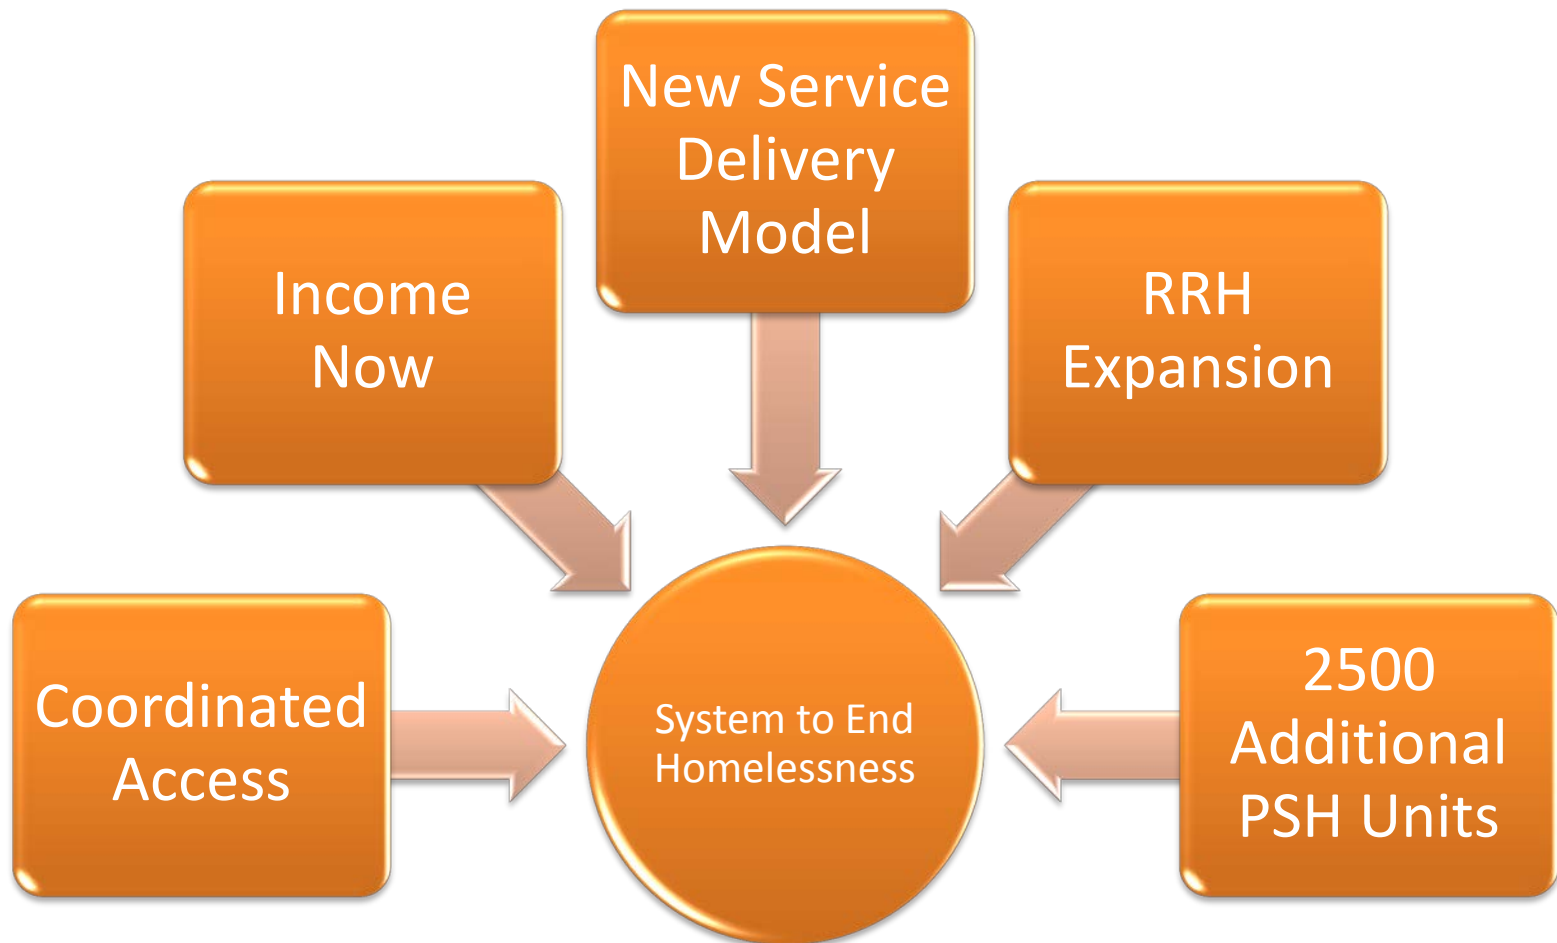 New Service
Delivery
Model
Income
Now
RRH
Expansion
Coordinated
Access
System to End
Homelessness
2500
Additional
PSH Units